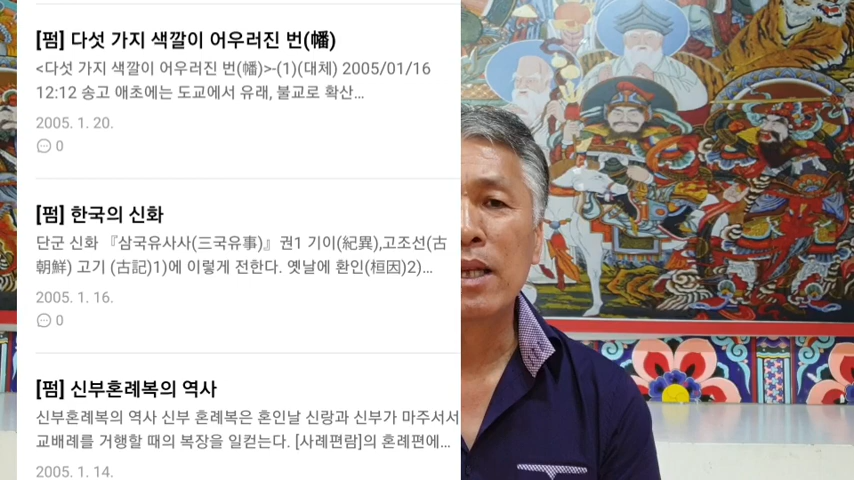 [펌] 다섯 가지 색깔이 어우러진 번(幡)
<다섯 가지 색깔이 어우러진 번(幡)>-(1)(대체) 2005/01/16
12:12 송고 애초에는 도교에서 유래, 불교로 확산...
2005. 1. 20.
0
[펌] 한국의 신화
단군 신화 『삼국유사사(三国유事)』권1 기이(紀異),고조선(古
朝鮮) 고기 (古記)1)에 이렇게 전한다. 옛날에 환인(桓因)2)...
2005. 1. 16.
0
[펌] 신부혼례복의 역사
신부혼례복의 역사 신부 혼례복은 혼인날 신랑과 신부가 마주서서
교배례를 거행할 때의 복장을 일컫는다. [사례편람]의 혼례편에...
2005. 1. 14.